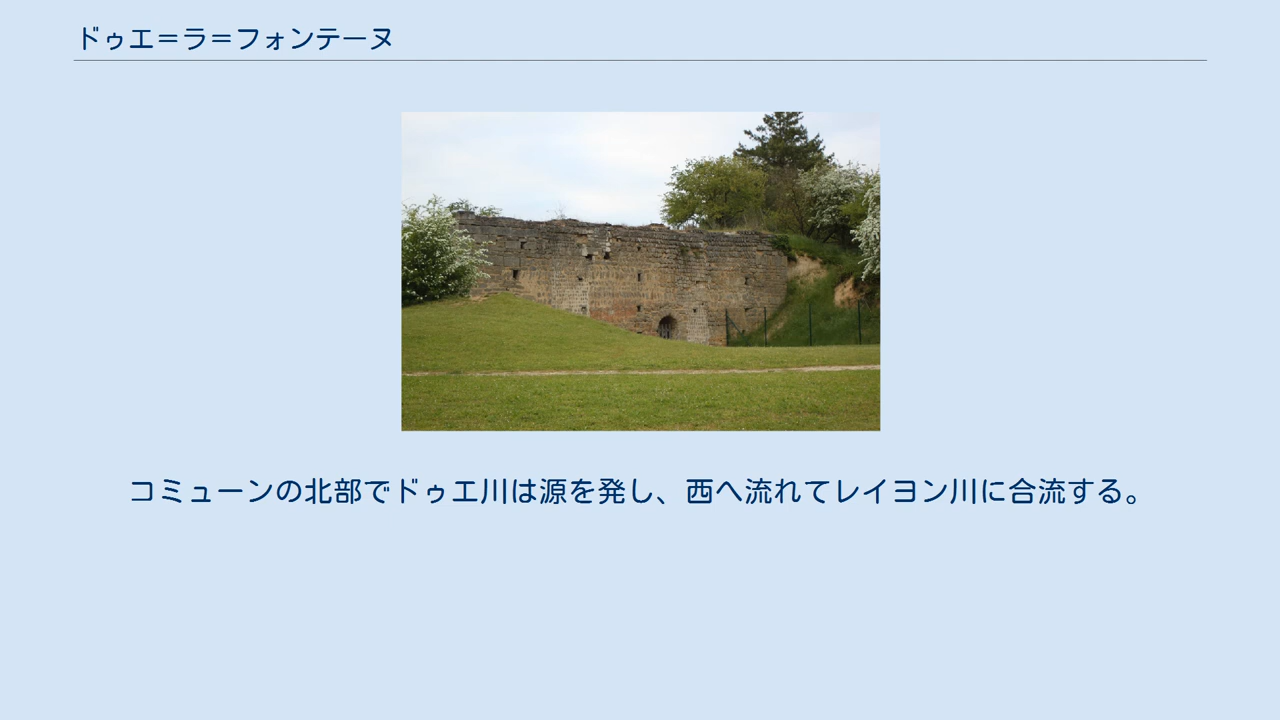 ドゥエ＝ラ＝フォンテーヌ
コミューンの北部でドゥエ川は源を発し、西へ流れてレイヨン川に合流する。